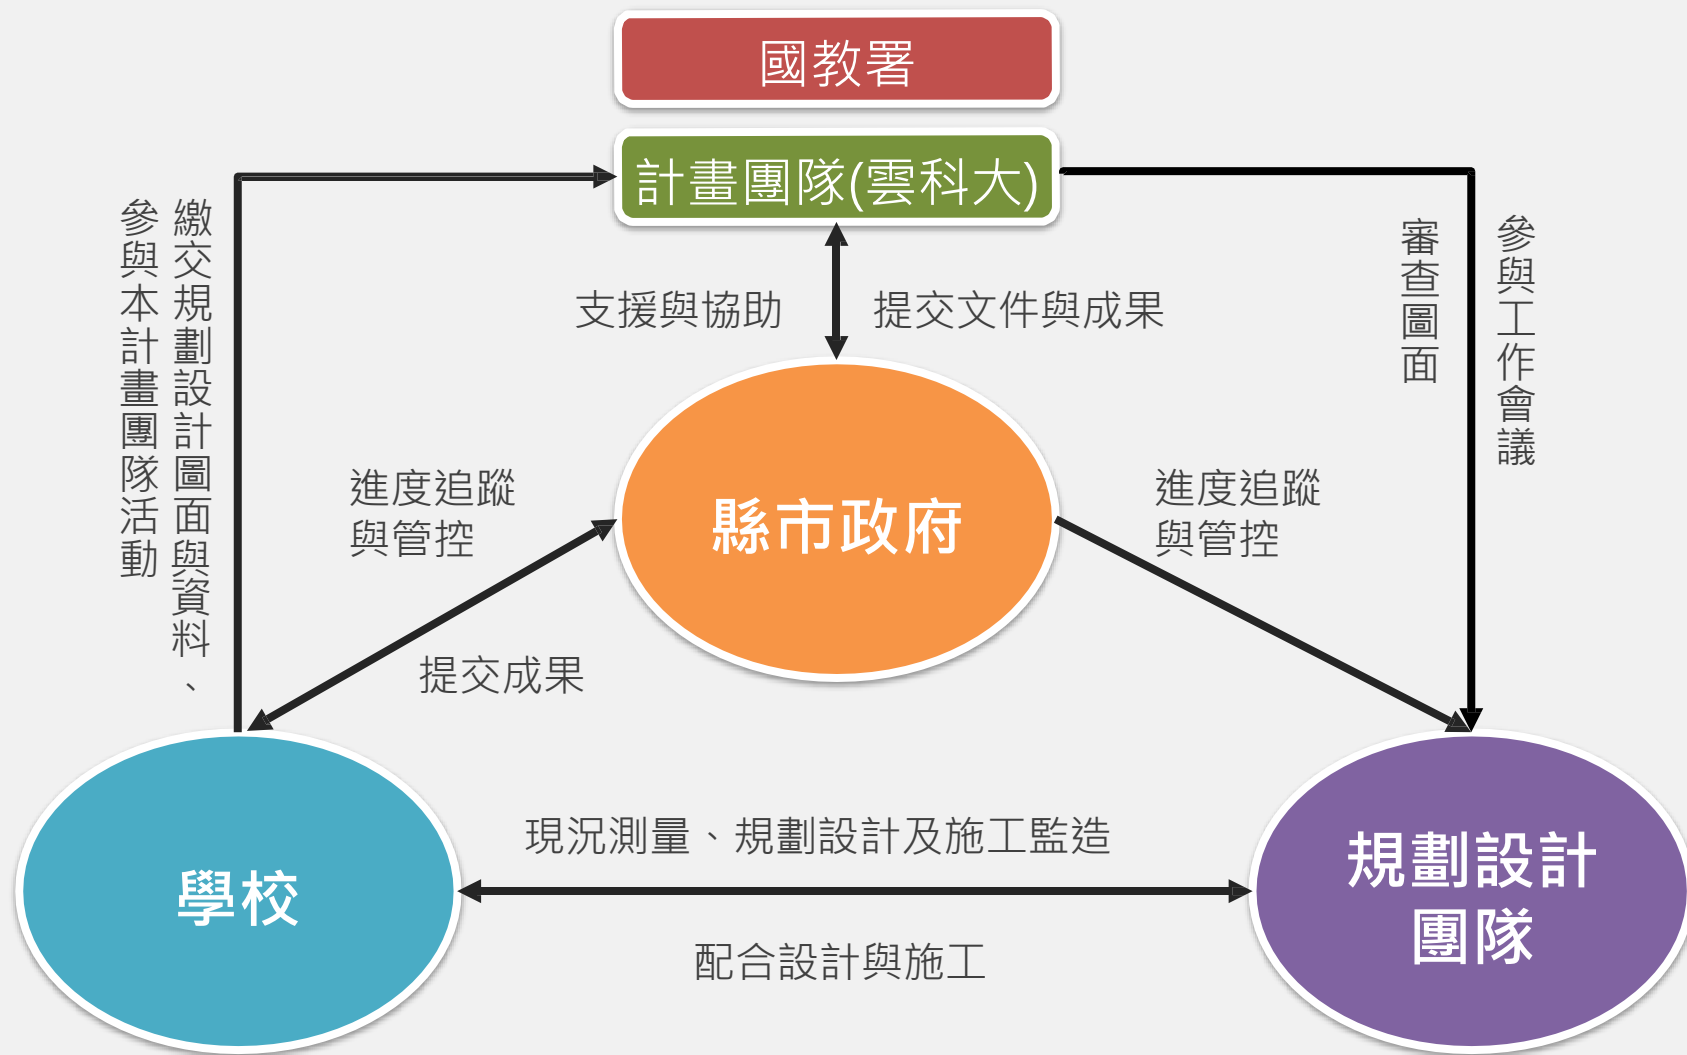 國教署
計畫團隊(雲科大)
繳交規劃設計圖面與資料、
參與本計畫團隊活動
支援與協助
提交文件與成果
參與工作會議
審查圖面
進度追蹤
與管控
縣市政府
進度追蹤
與管控
提交成果
現況測量、規劃設計及施工監造
學校
規劃設計
團隊
配合設計與施工